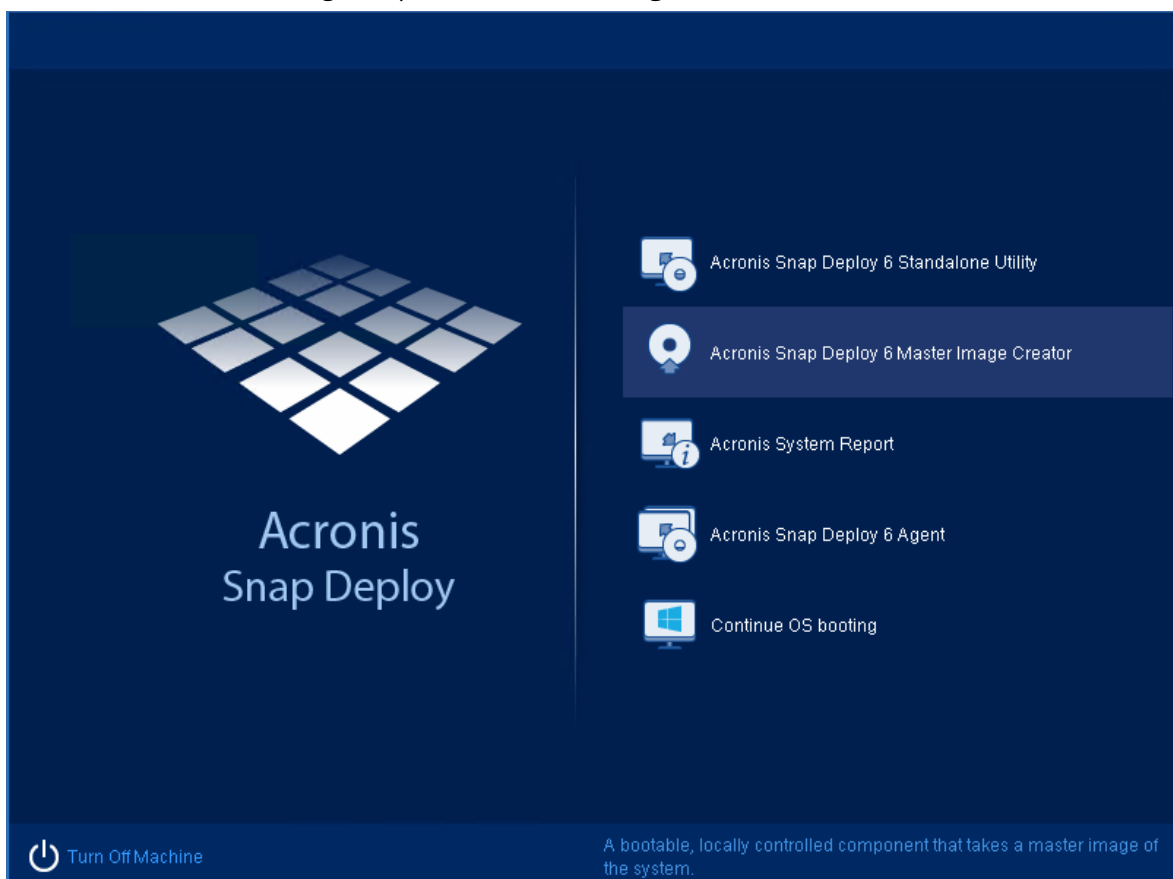 Acronis
Snap Deploy
Acronis Snap Deploy 6 Standalone Utility
Acronis Snap Deploy 6 Master Image Creator
Acronis System Report
Acronis Snap Deploy 6 Agent
Continue OS booting
Turn Off Machine
A bootable, locally controlled component that takes a master image of
the system.